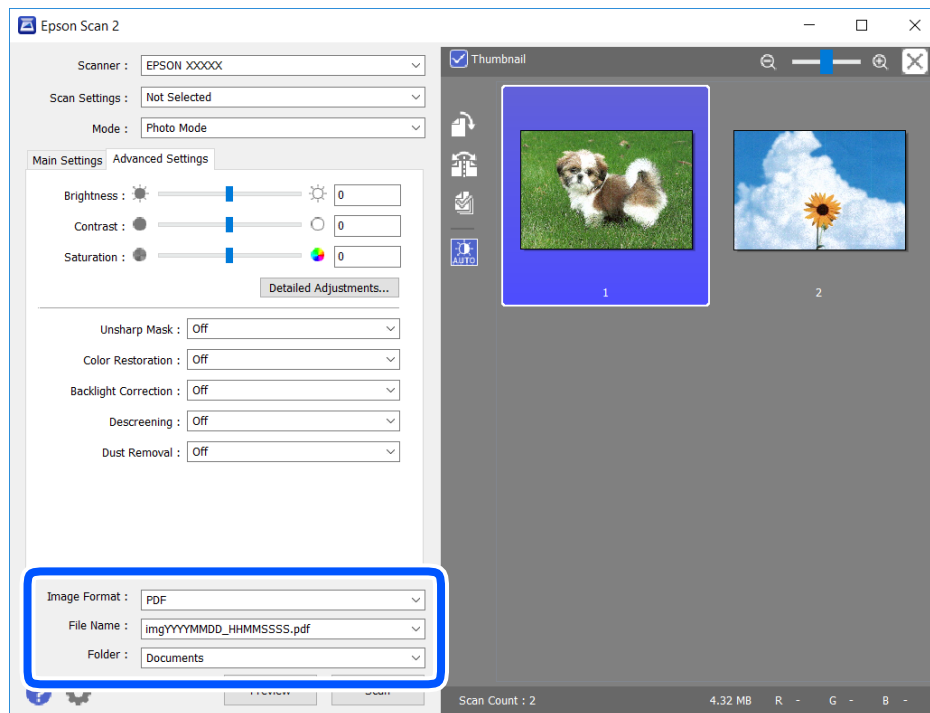 Epson Scan 2
Scanner : EPSON XXXXX
Scan Settings : Not Selected
Mode : Photo Mode
Main Settings Advanced Settings
Brightness : 0
Contrast : 0
Saturation : 0
Detailed Adjustments...
Unsharp Mask : Off
Color Restoration : Off
Backlight Correction : Off
Descreening : Off
Dust Removal : Off
Image Format : PDF
File Name : imgYYYYMMDD_HHMMSSSS.pdf
Folder : Documents
Preview Scan
Thumbnail
AUTO
1
2
Scan Count : 2 4.32 MB R - G - B -